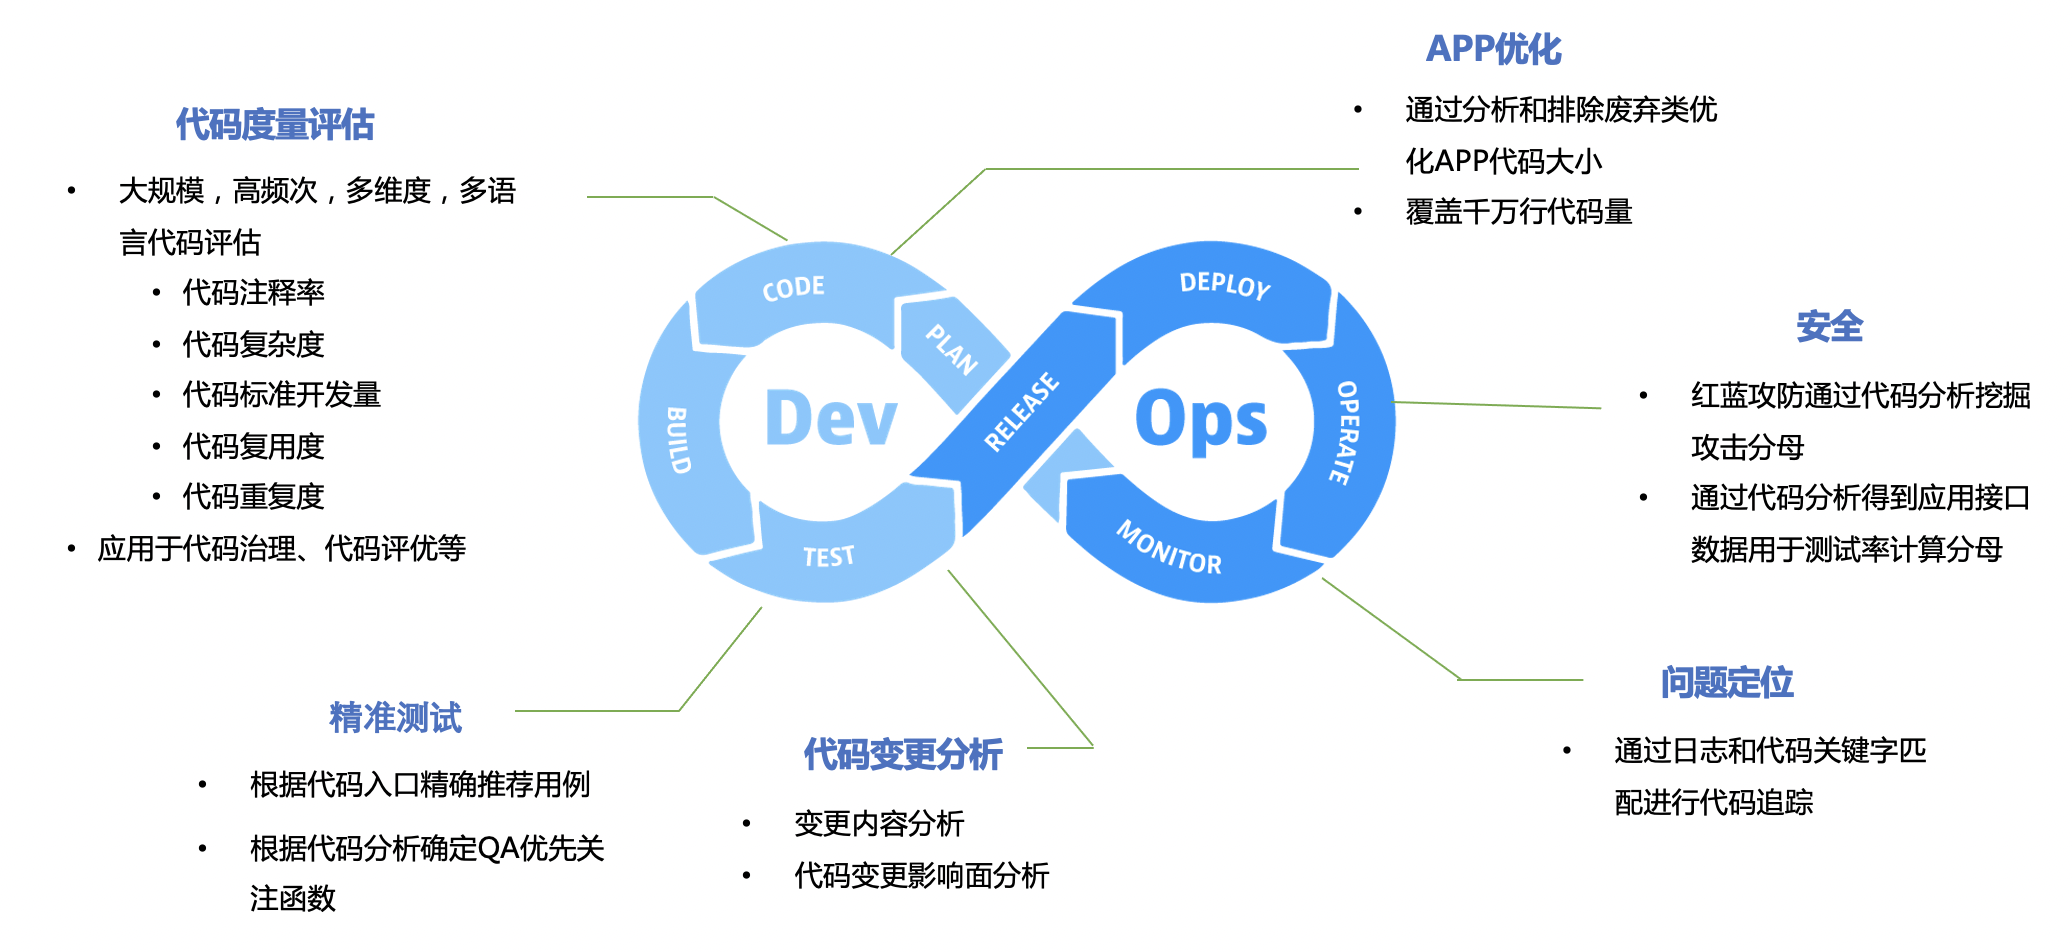 APP优化
• 通过分析和排除废弃类优
化APP代码大小
• 覆盖千万行代码量
代码度量评估
• 大规模，高频次，多维度，多语
言代码评估
• 代码注释率
• 代码复杂度
• 代码标准开发量
• 代码复用度
• 代码重复度
• 应用于代码治理、代码评优等
CODE
PLAN
BUILD
Dev
TEST
RELEASE
DEPLOY
Ops
OPERATE
MONITOR
安全
• 红蓝攻防通过代码分析挖掘
攻击分母
• 通过代码分析得到应用接口
数据用于测试率计算分母
精准测试
• 根据代码入口精确推荐用例
• 根据代码分析确定QA优先关
注函数
代码变更分析
• 变更内容分析
• 代码变更影响面分析
问题定位
• 通过日志和代码关键字匹
配进行代码追踪